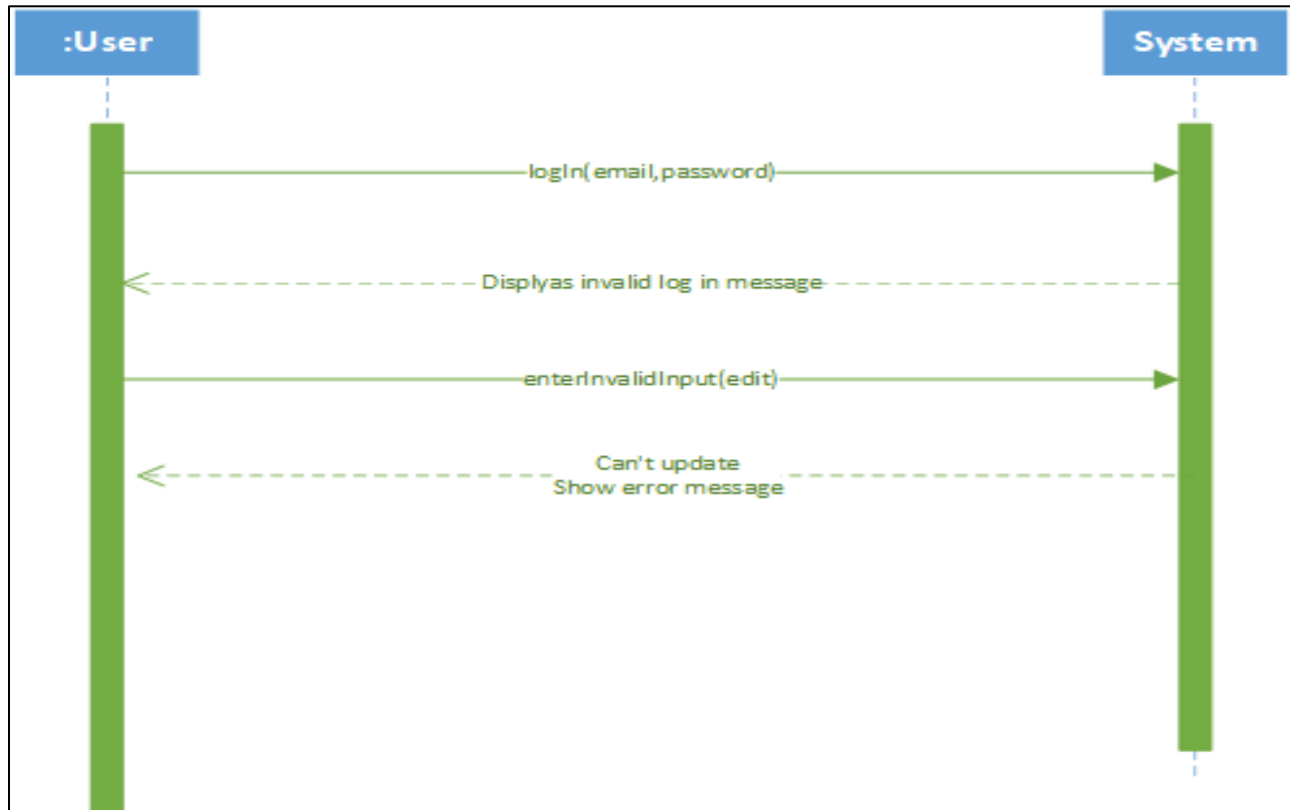 :User
System
logIn(email,password)
Displyas invalid log in message
enterInvalidInput(edit)
Can't update
Show error message